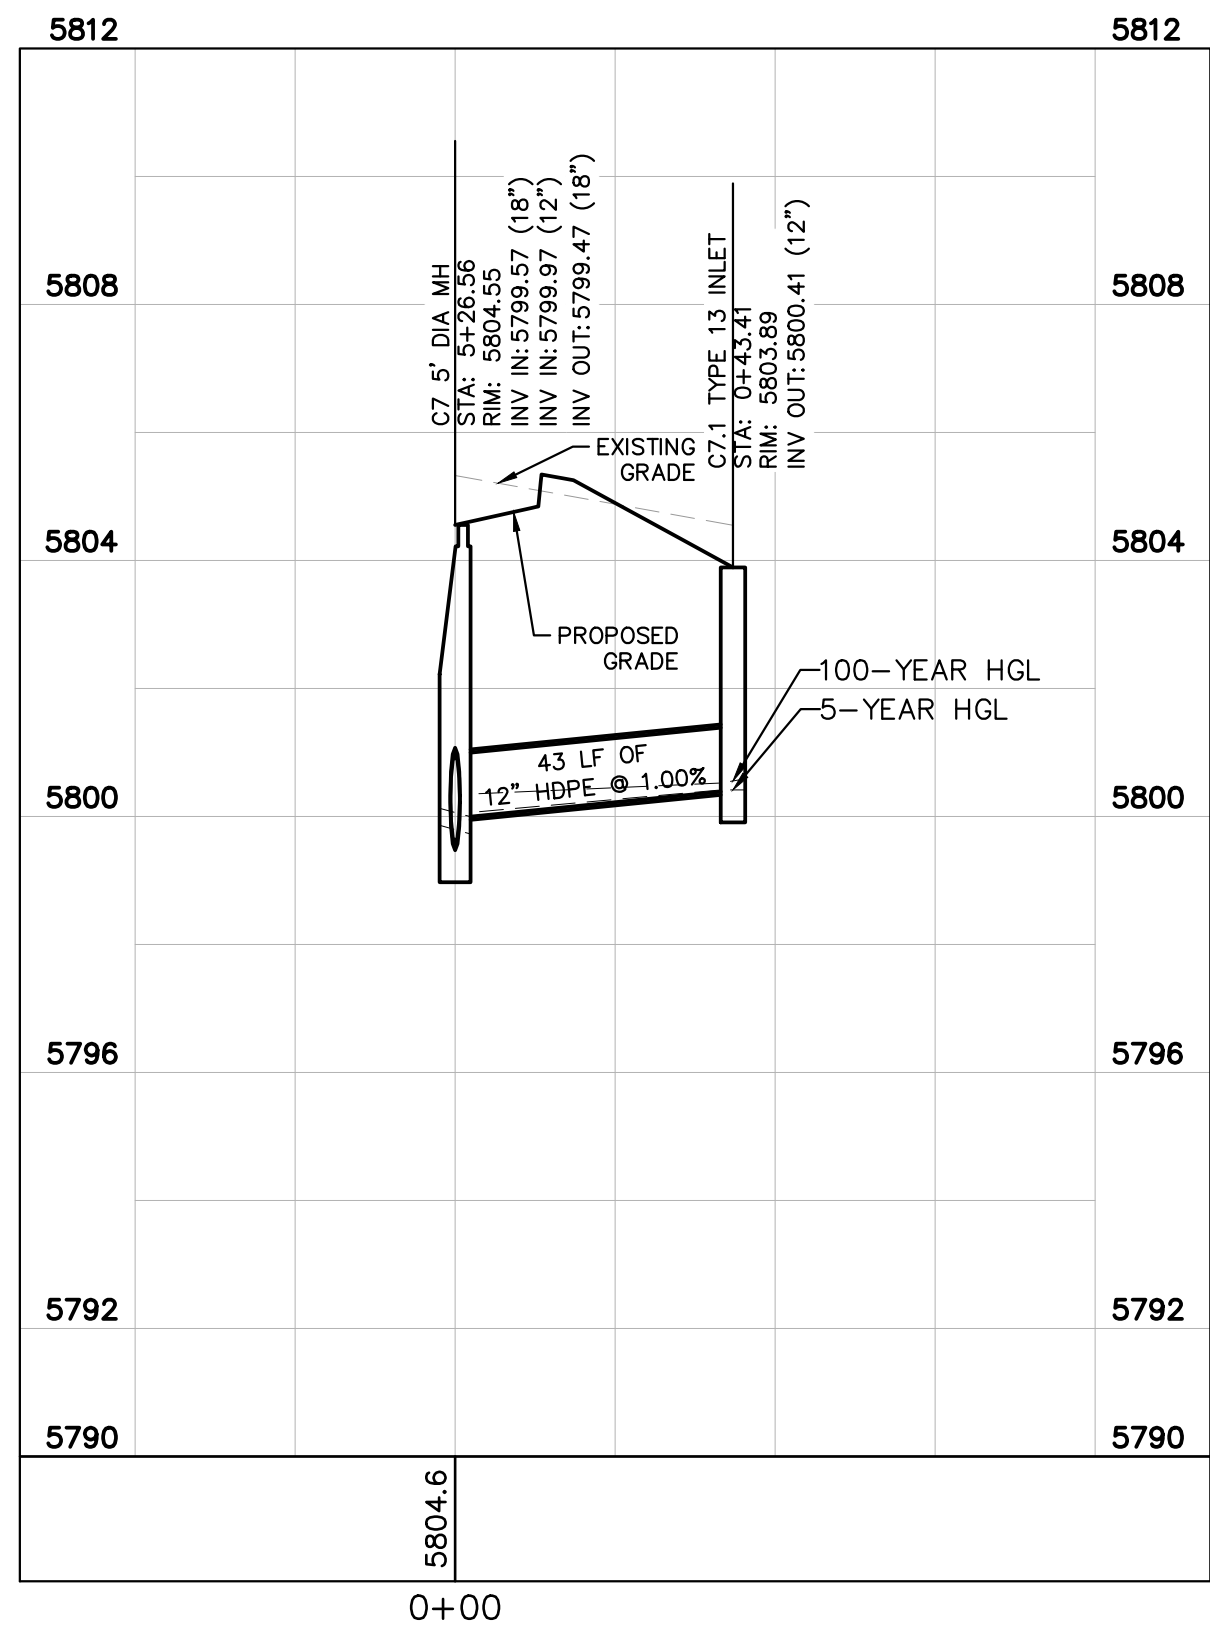 5812
5812
C7 5' DIA MH
STA: 5+26.56
RIM: 5804.55
INV IN:5799.57 (18")
INV IN:5799.97 (12")
INV OUT:5799.47 (18")
C7.1 TYPE 13 INLET
STA: 0+43.41
RIM: 5803.89
INV OUT:5800.41 (12")
5808
5808
EXISTING
GRADE
5804
5804
PROPOSED
GRADE
100-YEAR HGL
5-YEAR HGL
43 LF OF
12" HDPE @ 1.00%
5800
5800
5796
5796
5792
5792
5790
5790
5804.6
0+00